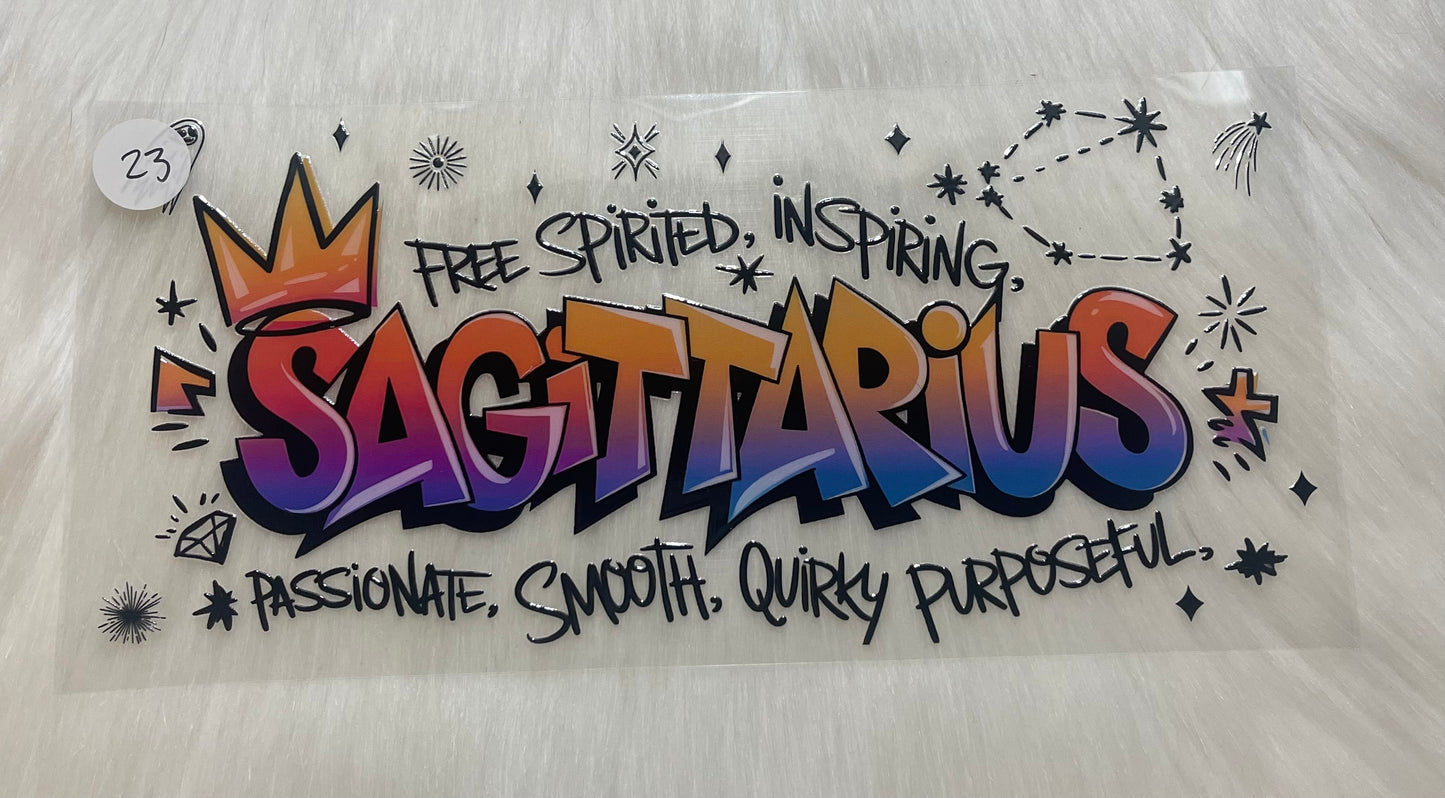 23
FREE SPiRiTED, iNSPiRiNG,
SAGiTTARiUS
PASSiONATE, SMOOTH, QUiRKY PURPOSEFUL,